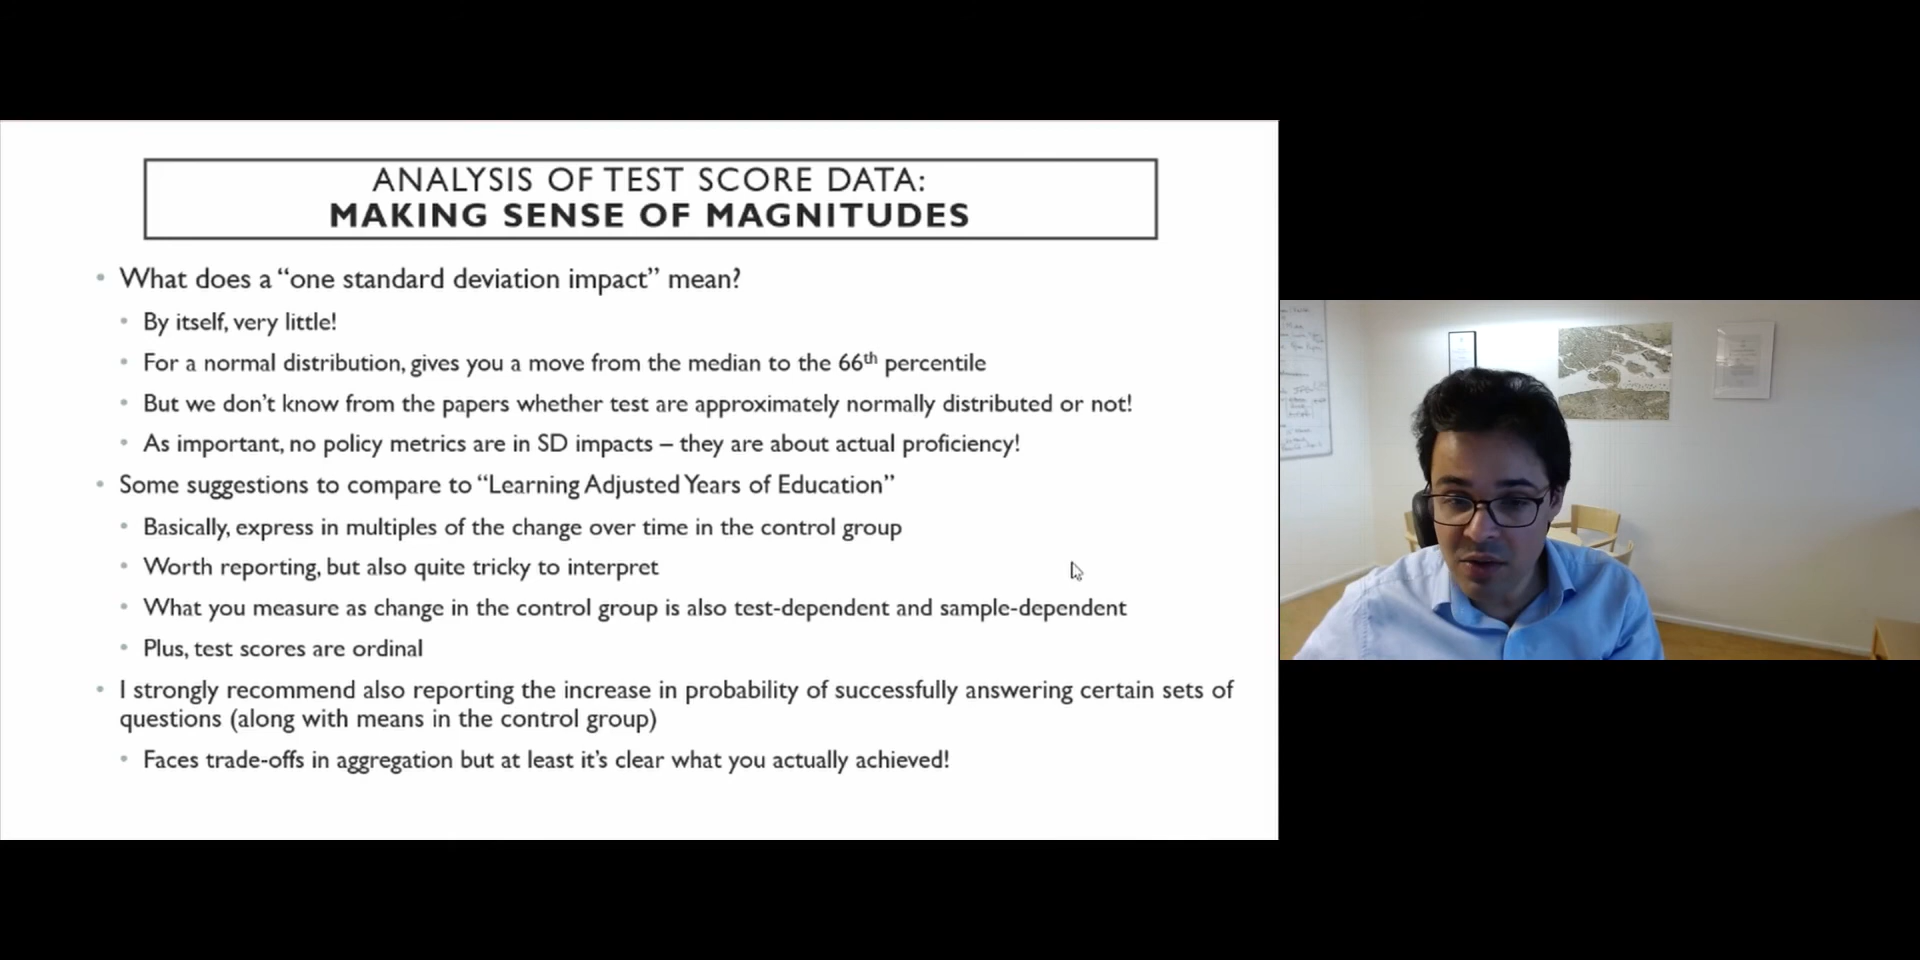 ANALYSIS OF TEST SCORE DATA:
MAKING SENSE OF MAGNITUDES
• What does a “one standard deviation impact” mean?
• By itself, very little!
• For a normal distribution, gives you a move from the median to the 66th percentile
• But we don’t know from the papers whether test are approximately normally distributed or not!
• As important, no policy metrics are in SD impacts – they are about actual proficiency!
• Some suggestions to compare to “Learning Adjusted Years of Education”
• Basically, express in multiples of the change over time in the control group
• Worth reporting, but also quite tricky to interpret
• What you measure as change in the control group is also test-dependent and sample-dependent
• Plus, test scores are ordinal
• I strongly recommend also reporting the increase in probability of successfully answering certain sets of
questions (along with means in the control group)
• Faces trade-offs in aggregation but at least it’s clear what you actually achieved!